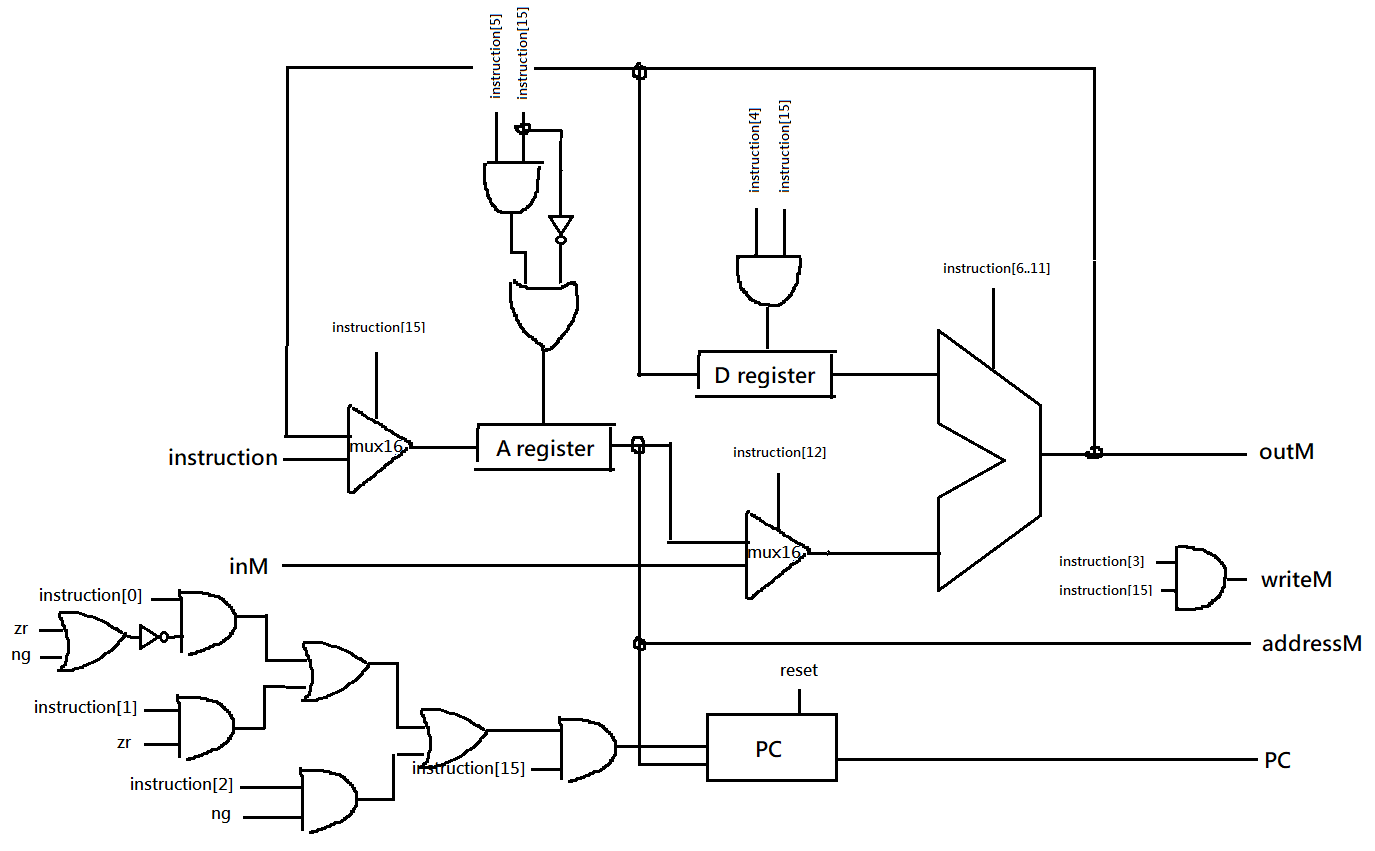 instruction[5]
instruction[15]
instruction[4]
instruction[15]
instruction[6..11]
instruction[15]
D register
mux16
A register
instruction
instruction[12]
outM
mux16
inM
instruction[3]
instruction[15]
writeM
instruction[0]
zr
ng
addressM
reset
instruction[1]
zr
PC
PC
instruction[15]
instruction[2]
ng